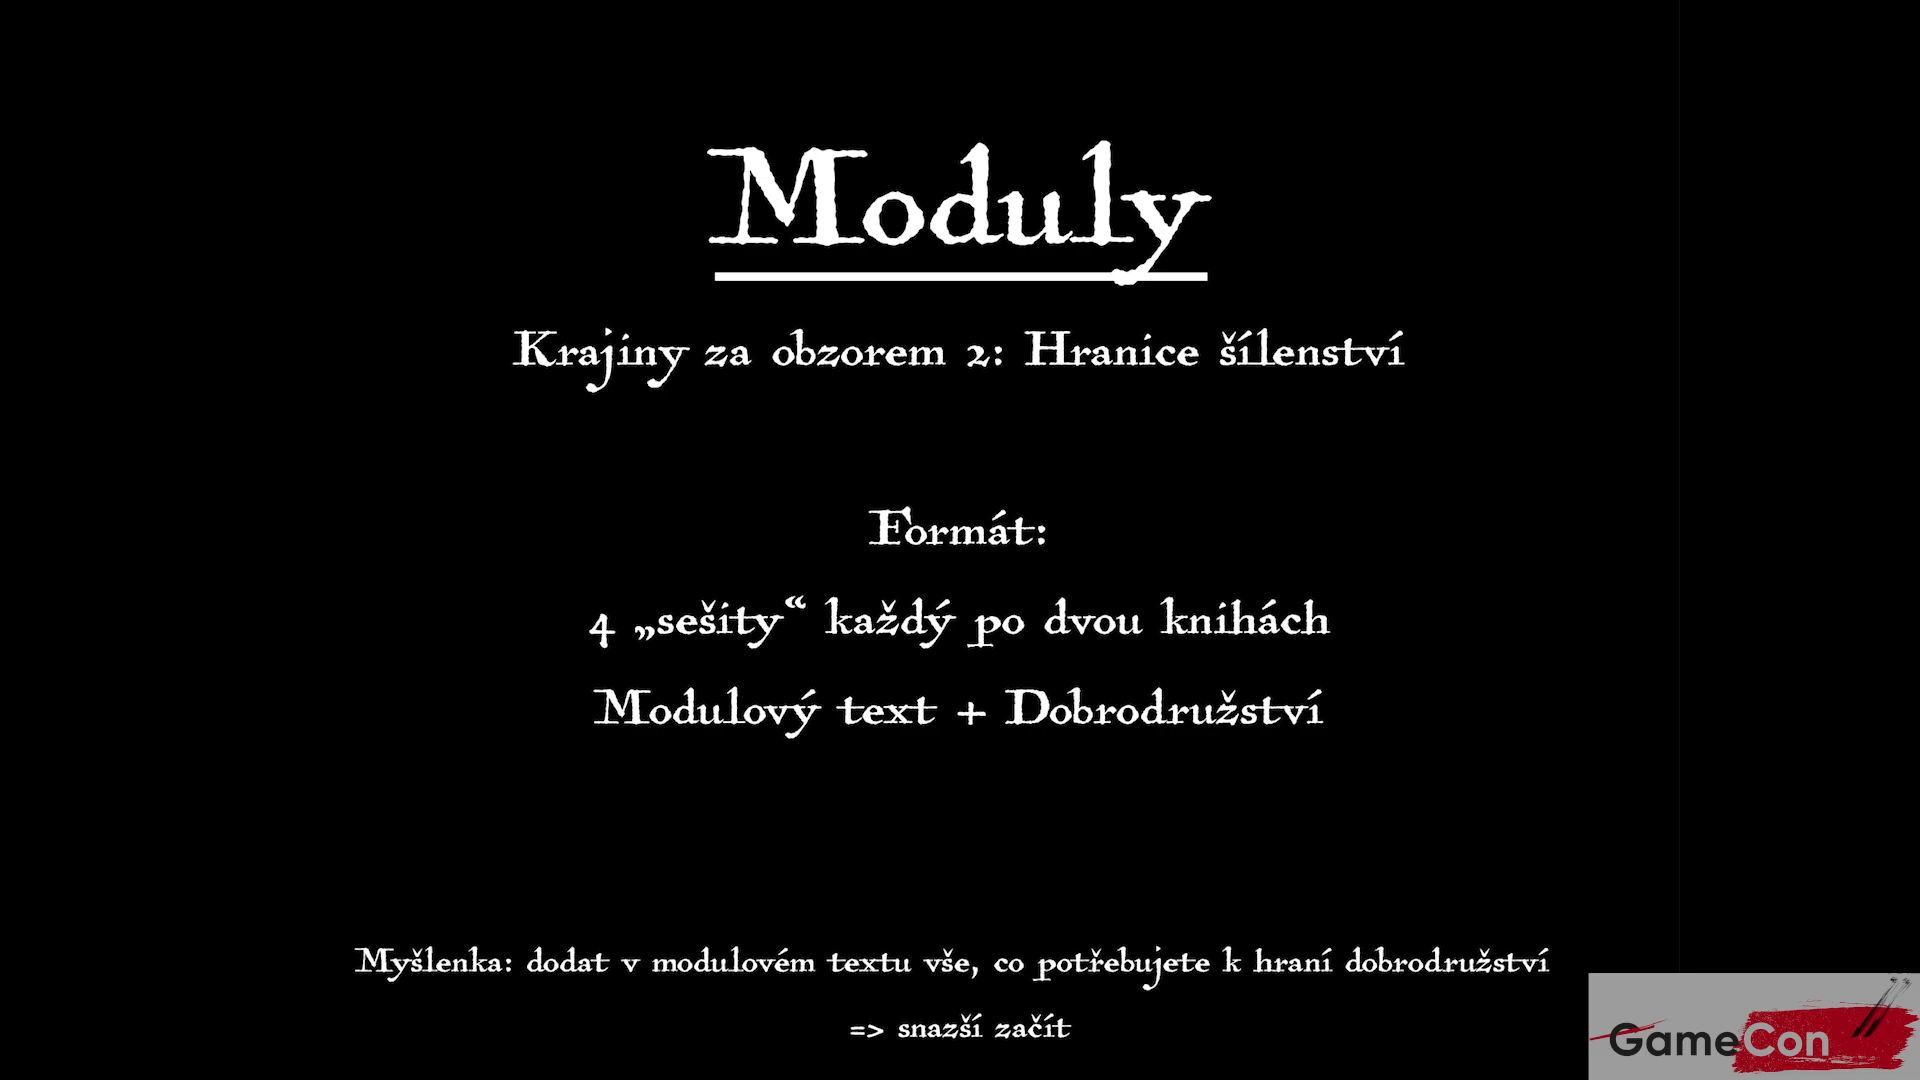 Moduly
Krajiny za obzorem 2: Hranice šílenství
Formát:
4 „sešity“ každý po dvou knihách
Modulový text + Dobrodružství
Myšlenka: dodat v modulovém textu vše, co potřebujete k hraní dobrodružství
=> snazší začít
GameCon